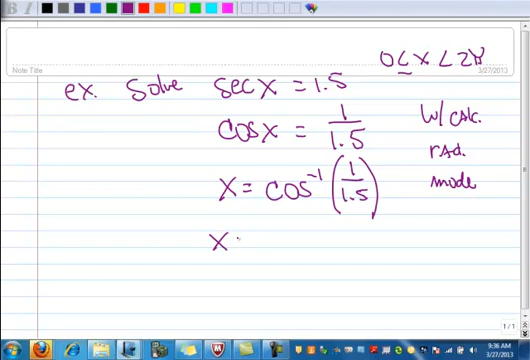 0 ≤ x < 2π
Note Title
3/27/2013
ex. Solve sec x = 1.5
cos x = 1/1.5
w/ calc.
rad.
mode
x = cos⁻¹(1/1.5)
x
1/1
9:36 AM
3/27/2013